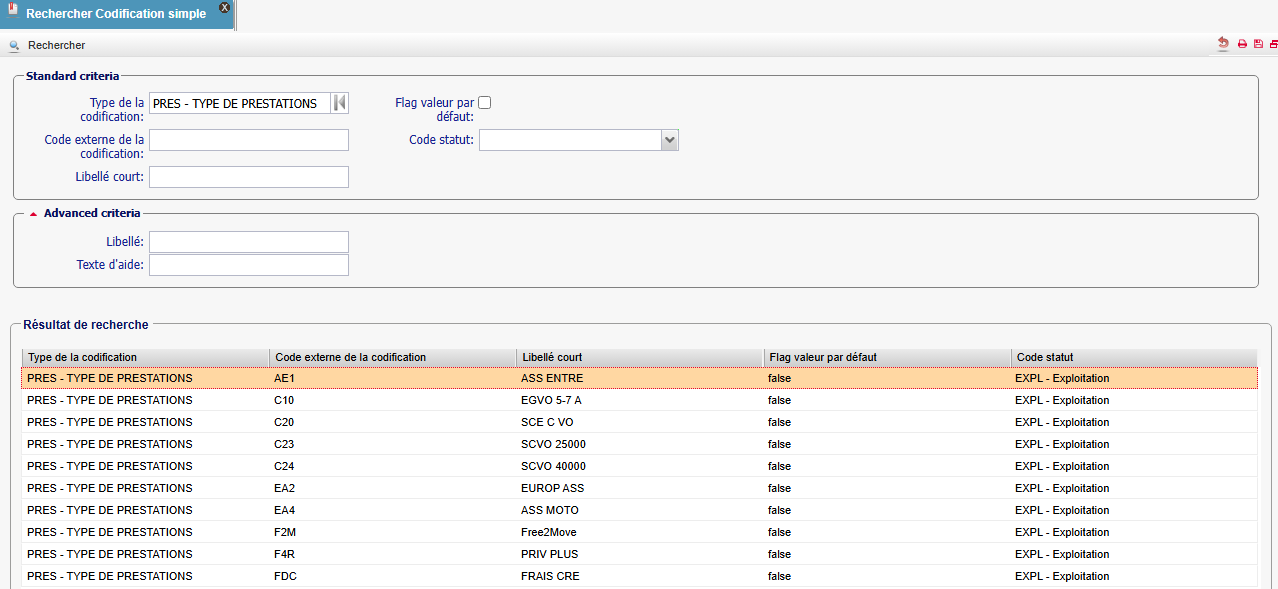 Rechercher Codification simple
Rechercher
Standard criteria
Type de la codification: PRES - TYPE DE PRESTATIONS Flag valeur par défaut:
Code externe de la codification: Code statut:
Libellé court:
Advanced criteria
Libellé:
Texte d'aide:
Résultat de recherche
Type de la codification Code externe de la codification Libellé court Flag valeur par défaut Code statut
PRES - TYPE DE PRESTATIONS AE1 ASS ENTRE false EXPL - Exploitation
PRES - TYPE DE PRESTATIONS C10 EGVO 5-7 A false EXPL - Exploitation
PRES - TYPE DE PRESTATIONS C20 SCE C VO false EXPL - Exploitation
PRES - TYPE DE PRESTATIONS C23 SCVO 25000 false EXPL - Exploitation
PRES - TYPE DE PRESTATIONS C24 SCVO 40000 false EXPL - Exploitation
PRES - TYPE DE PRESTATIONS EA2 EUROP ASS false EXPL - Exploitation
PRES - TYPE DE PRESTATIONS EA4 ASS MOTO false EXPL - Exploitation
PRES - TYPE DE PRESTATIONS F2M Free2Move false EXPL - Exploitation
PRES - TYPE DE PRESTATIONS F4R PRIV PLUS false EXPL - Exploitation
PRES - TYPE DE PRESTATIONS FDC FRAIS CRE false EXPL - Exploitation